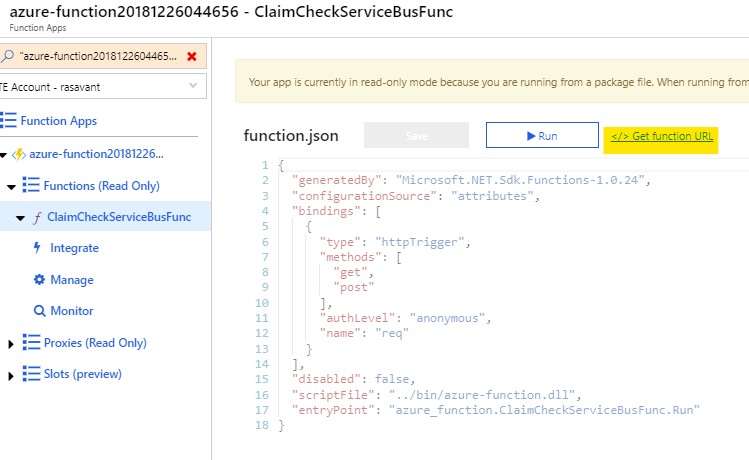 azure-function20181226044656 - ClaimCheckServiceBusFunc
Function Apps
"azure-function2018122604465...
TE Account - rasavant
Function Apps
azure-function20181226...
Functions (Read Only)
ClaimCheckServiceBusFunc
Integrate
Manage
Monitor
Proxies (Read Only)
Slots (preview)
Your app is currently in read-only mode because you are running from a package file. When running from
function.json
Save
Run
</> Get function URL
1 {
2 "generatedBy": "Microsoft.NET.Sdk.Functions-1.0.24",
3 "configurationSource": "attributes",
4 "bindings": [
5 {
6 "type": "httpTrigger",
7 "methods": [
8 "get",
9 "post"
10 ],
11 "authLevel": "anonymous",
12 "name": "req"
13 }
14 ],
15 "disabled": false,
16 "scriptFile": "../bin/azure-function.dll",
17 "entryPoint": "azure_function.ClaimCheckServiceBusFunc.Run"
18 }